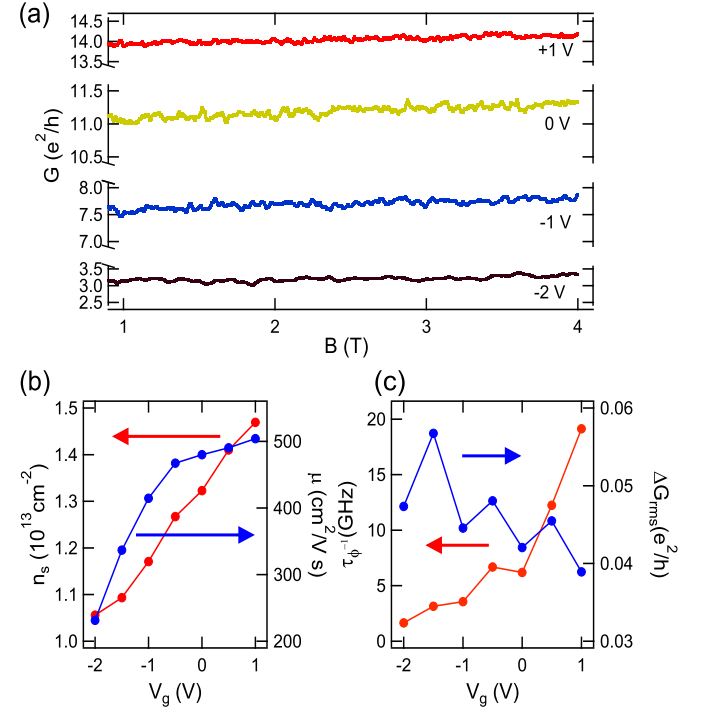 (a)
14.5
14.0
13.5
+1 V
11.5
11.0
10.5
0 V
8.0
7.5
7.0
-1 V
3.5
3.0
2.5
-2 V
G (e²/h)
1 2 3 4
B (T)
(b)
1.5
1.4
1.3
1.2
1.1
1.0
nₛ (10¹³cm⁻²)
500
400
300
200
μ (cm²/V s)
-2 -1 0 1
V_g (V)
(c)
20
15
10
5
0
τ_ϕ⁻¹(GHz)
0.06
0.05
0.04
0.03
ΔG_rms(e²/h)
-2 -1 0 1
V_g (V)